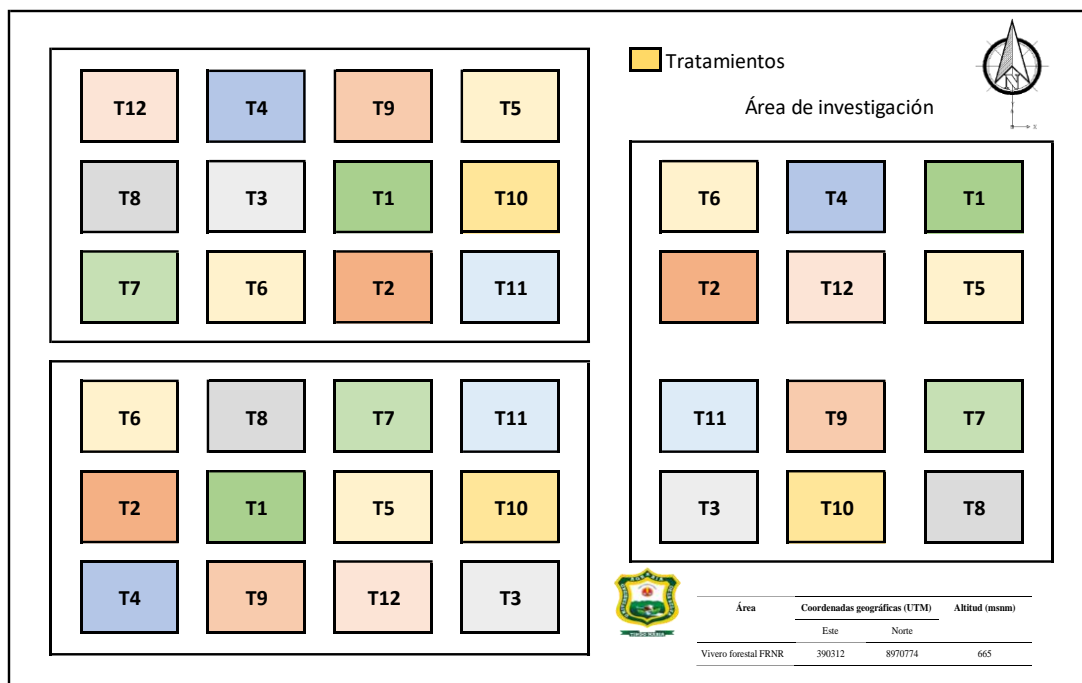 T12 T4 T9 T5
T8 T3 T1 T10
T7 T6 T2 T11
T6 T8 T7 T11
T2 T1 T5 T10
T4 T9 T12 T3
Tratamientos
Área de investigación
N
x
T6 T4 T1
T2 T12 T5
T11 T9 T7
T3 T10 T8
Área Coordenadas geográficas (UTM) Altitud (msnm)
Este Norte
Vivero forestal FRNR 390312 8970774 665